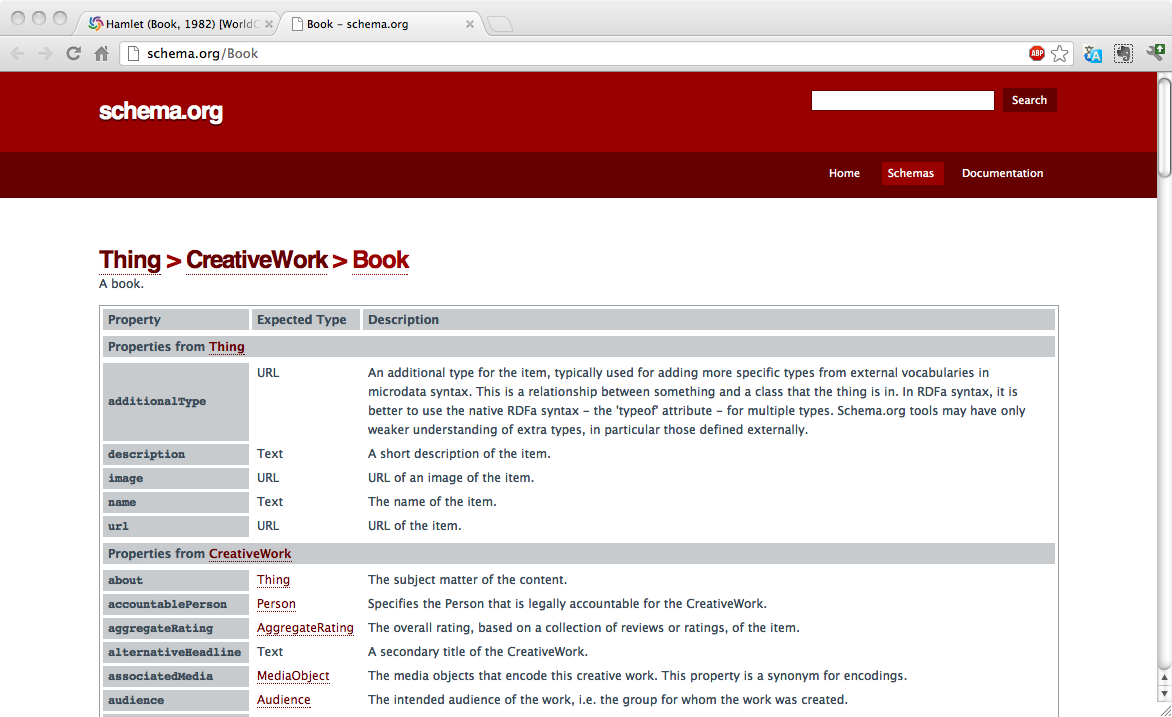 Hamlet (Book, 1982) [WorldC
Book – schema.org
schema.org/Book
ABP
schema.org
Search
Home Schemas Documentation
Thing > CreativeWork > Book
A book.
Property Expected Type Description
Properties from Thing
additionalType URL An additional type for the item, typically used for adding more specific types from external vocabularies in
microdata syntax. This is a relationship between something and a class that the thing is in. In RDFa syntax, it is
better to use the native RDFa syntax – the 'typeof' attribute – for multiple types. Schema.org tools may have only
weaker understanding of extra types, in particular those defined externally.
description Text A short description of the item.
image URL URL of an image of the item.
name Text The name of the item.
url URL URL of the item.
Properties from CreativeWork
about Thing The subject matter of the content.
accountablePerson Person Specifies the Person that is legally accountable for the CreativeWork.
aggregateRating AggregateRating The overall rating, based on a collection of reviews or ratings, of the item.
alternativeHeadline Text A secondary title of the CreativeWork.
associatedMedia MediaObject The media objects that encode this creative work. This property is a synonym for encodings.
audience Audience The intended audience of the work, i.e. the group for whom the work was created.